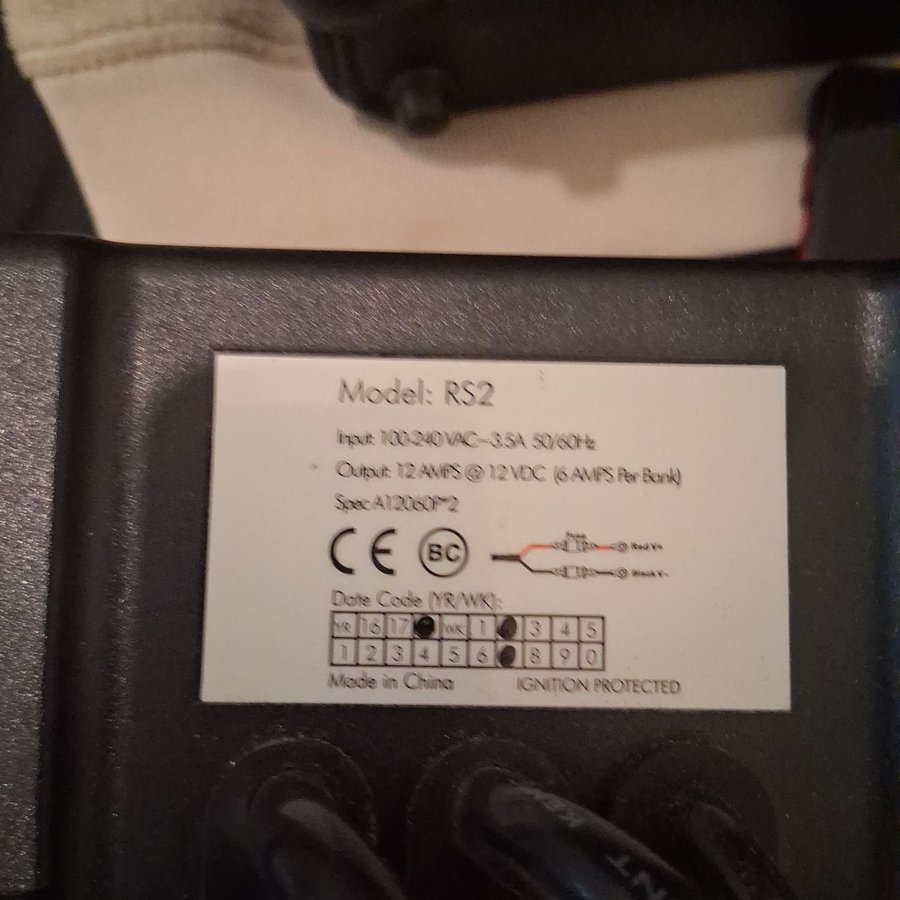 Model: RS2
Input: 100-240 VAC~3.5A 50/60Hz
Output: 12 AMPS @ 12 VDC (6 AMPS Per Bank)
Spec A12060P*2
CE BC
Fuse
Red V+
Black V-
Date Code (YR/WK):
YR 16 17 WK 1 3 4 5
1 2 3 4 5 6 8 9 0
Made in China IGNITION PROTECTED